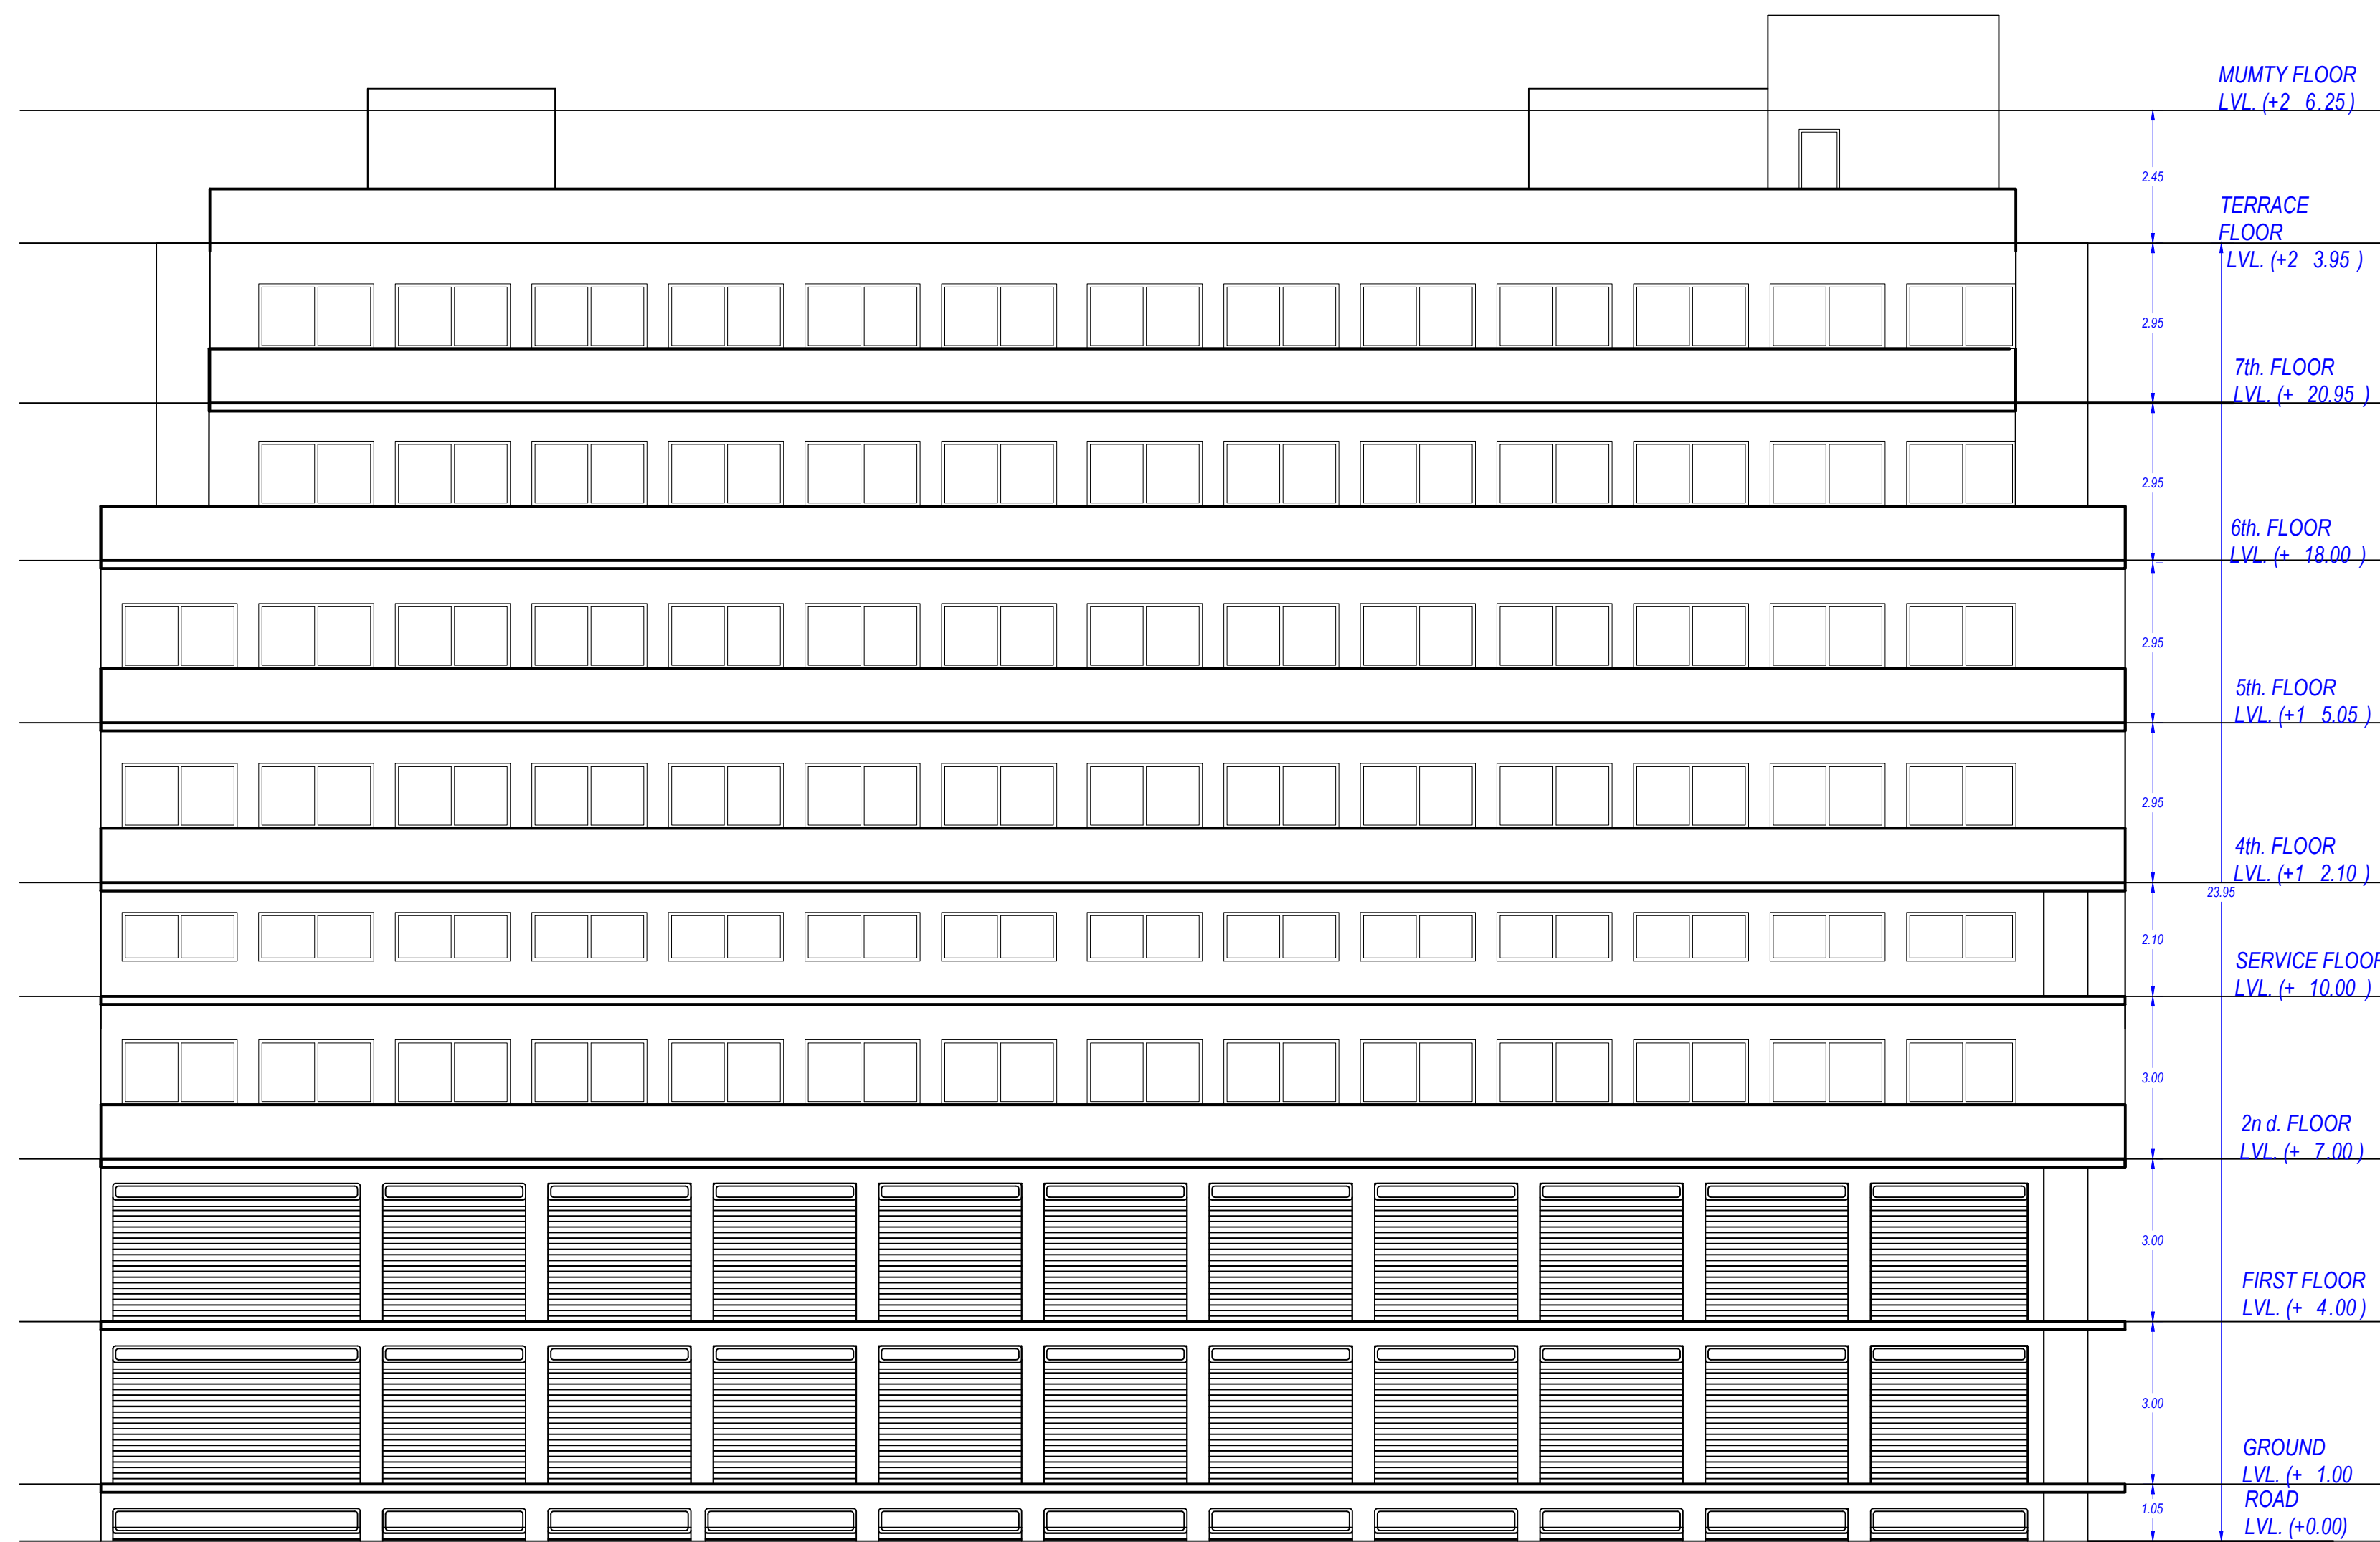 MUMTY FLOOR
LVL. (+2 6.25)
2.45
TERRACE
FLOOR
LVL. (+2 3.95 )
2.95
7th. FLOOR
LVL. (+ 20.95 )
2.95
6th. FLOOR
LVL. (+ 18.00 )
2.95
5th. FLOOR
LVL. (+1 5.05 )
2.95
4th. FLOOR
LVL. (+1 2.10 )
23.95
2.10
SERVICE FLOOR
LVL. (+ 10.00 )
3.00
2n d. FLOOR
LVL. (+ 7.00 )
3.00
FIRST FLOOR
LVL. (+ 4.00 )
3.00
GROUND
LVL. (+ 1.00
ROAD
1.05
LVL. (+0.00)